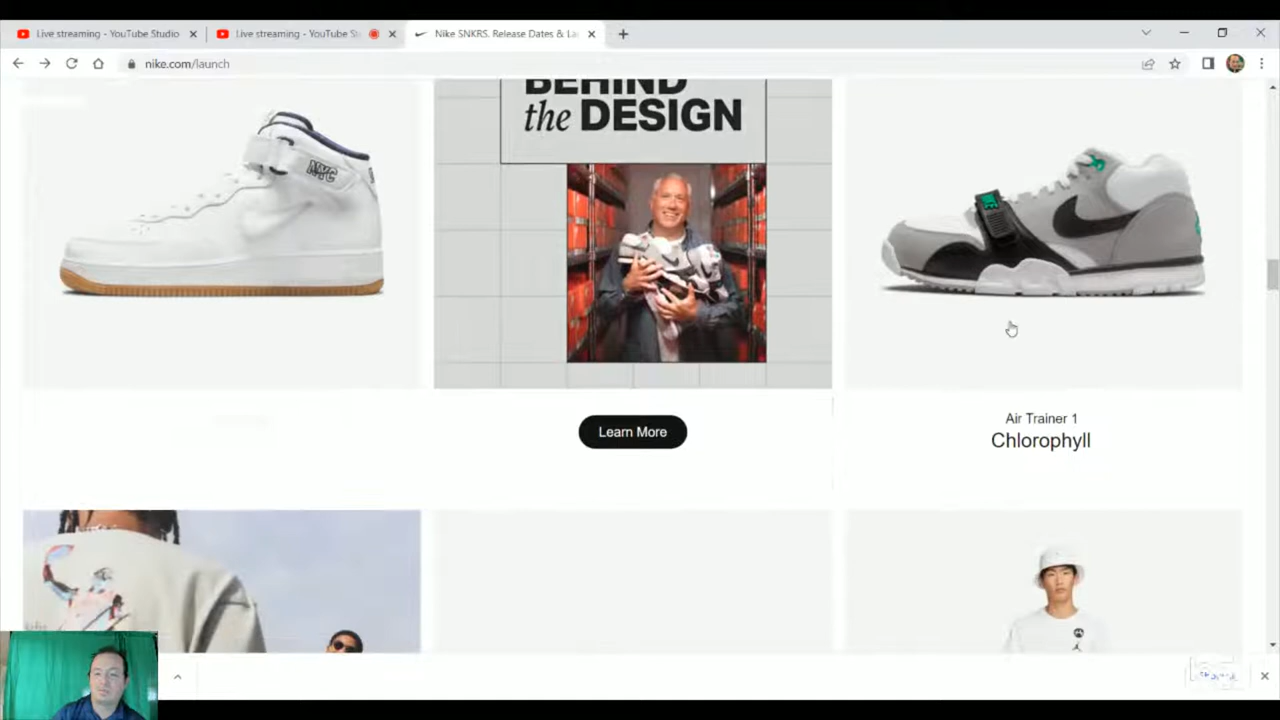 Live streaming - YouTube Studio
Live streaming - YouTube St
Nike SNKRS. Release Dates & La
nike.com/launch
BEHIND
the DESIGN
NYC
Learn More
Air Trainer 1
Chlorophyll